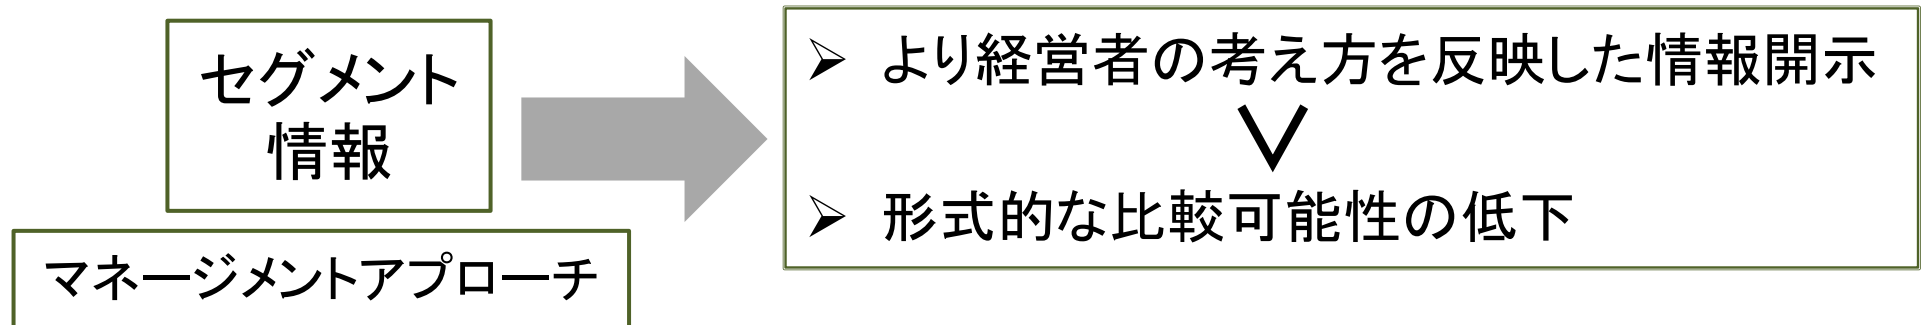 セグメント
情報
マネージメントアプローチ
➢ より経営者の考え方を反映した情報開示
∨
➢ 形式的な比較可能性の低下